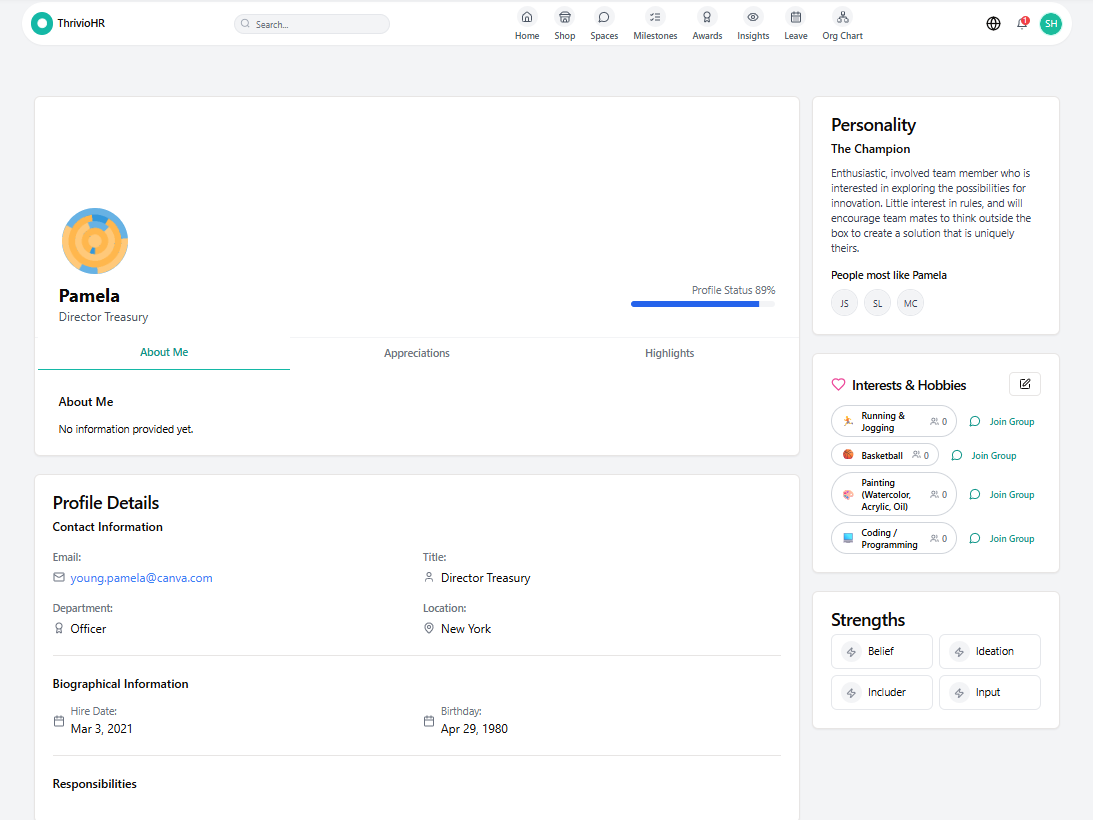 ThrivioHR
Search...
Home
Shop
Spaces
Milestones
Awards
Insights
Leave
Org Chart
1
SH
Pamela
Director Treasury
Profile Status 89%
About Me
Appreciations
Highlights
About Me
No information provided yet.
Profile Details
Contact Information
Email:
young.pamela@canva.com
Title:
Director Treasury
Department:
Officer
Location:
New York
Biographical Information
Hire Date:
Mar 3, 2021
Birthday:
Apr 29, 1980
Responsibilities
Personality
The Champion
Enthusiastic, involved team member who is
interested in exploring the possibilities for
innovation. Little interest in rules, and will
encourage team mates to think outside the
box to create a solution that is uniquely
theirs.
People most like Pamela
JS
SL
MC
Interests & Hobbies
Running &
Jogging
0
Join Group
Basketball
0
Join Group
Painting
(Watercolor,
Acrylic, Oil)
0
Join Group
Coding /
Programming
0
Join Group
Strengths
Belief
Ideation
Includer
Input